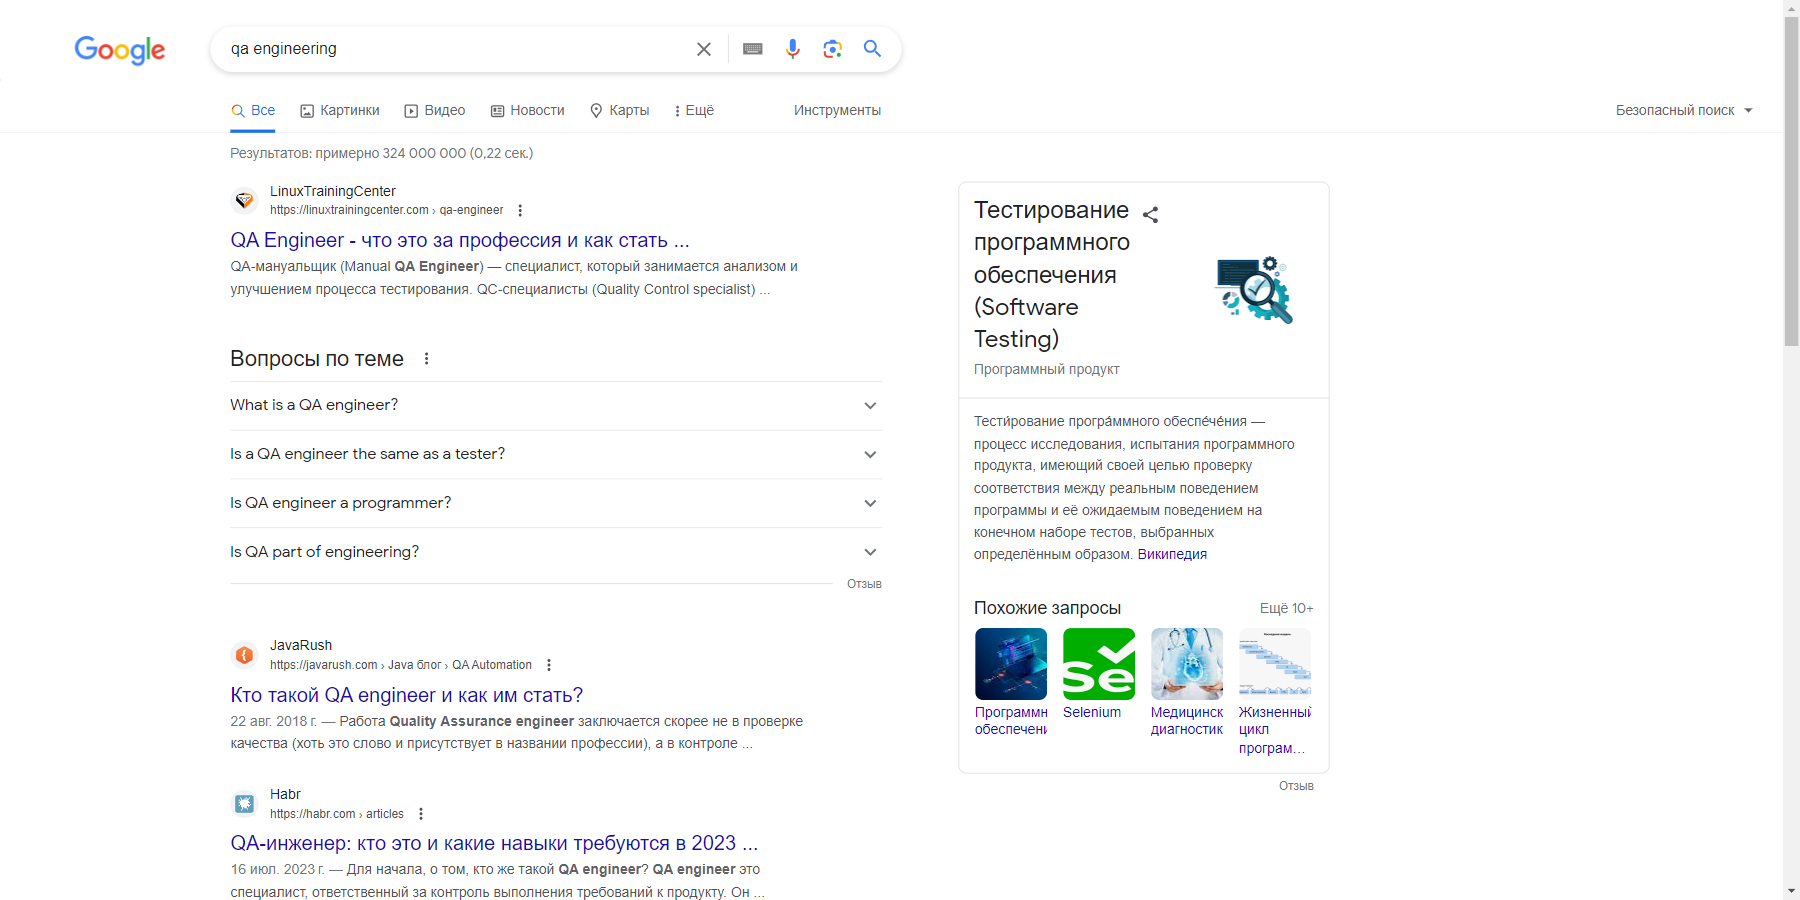 Google
qa engineering
Все
Картинки
Видео
Новости
Карты
Ещё
Инструменты
Безопасный поиск
Результатов: примерно 324 000 000 (0,22 сек.)
LinuxTrainingCenter
https://linuxtrainingcenter.com › qa-engineer
QA Engineer - что это за профессия и как стать ...
QA-мануальщик (Manual QA Engineer) — специалист, который занимается анализом и
улучшением процесса тестирования. QC-специалисты (Quality Control specialist) ...
Вопросы по теме
What is a QA engineer?
Is a QA engineer the same as a tester?
Is QA engineer a programmer?
Is QA part of engineering?
Отзыв
JavaRush
https://javarush.com › Java блог › QA Automation
Кто такой QA engineer и как им стать?
22 авг. 2018 г. — Работа Quality Assurance engineer заключается скорее не в проверке
качества (хоть это слово и присутствует в названии профессии), а в контроле ...
Habr
https://habr.com › articles
QA-инженер: кто это и какие навыки требуются в 2023 ...
16 июл. 2023 г. — Для начала, о том, кто же такой QA engineer? QA engineer это
специалист, ответственный за контроль выполнения требований к продукту. Он ...
Тестирование
программного
обеспечения
(Software
Testing)
Программный продукт
Тести́рование програ́ммного обеспе́че́ния —
процесс исследования, испытания программного
продукта, имеющий своей целью проверку
соответствия между реальным поведением
программы и её ожидаемым поведением на
конечном наборе тестов, выбранных
определённым образом. Википедия
Похожие запросы
Ещё 10+
Se
Программн
обеспечени
Selenium
Медицинск
диагностик
Жизненный
цикл
програм...
Отзыв